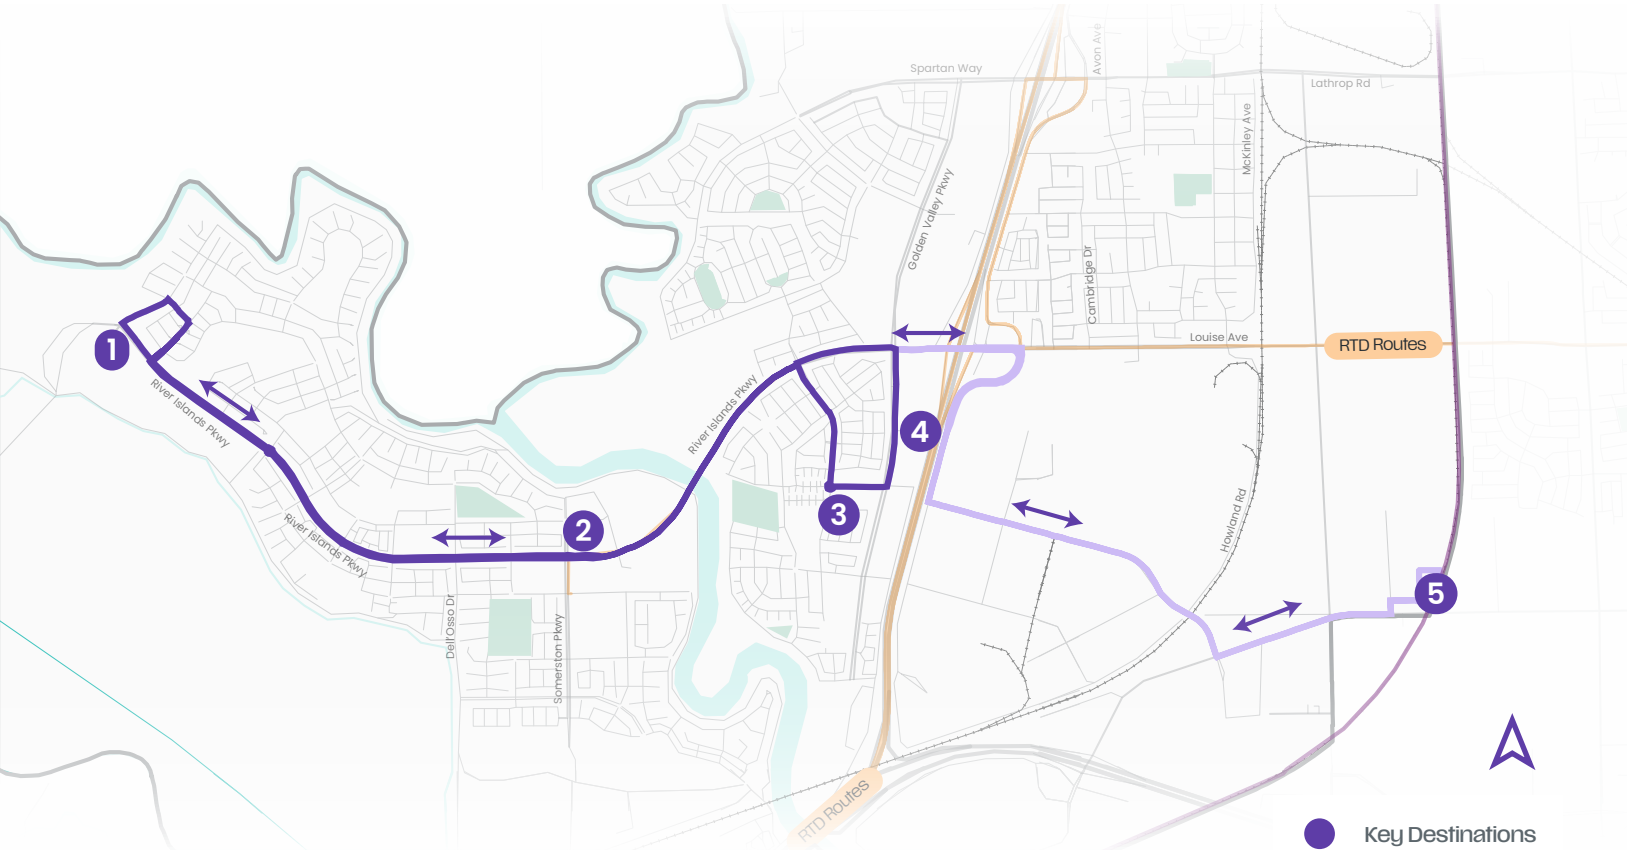 Spartan Way
Avon Ave
Lathrop Rd
McKinley Ave
Golden Valley Pkwy
Cambridge Dr
Louise Ave
RTD Routes
1
River Islands Pkwy
River Islands Pkwy
4
2
3
River Islands Pkwy
Howland Rd
5
Dell'Osso Dr
Somerston Pkwy
RTD Routes
Key Destinations